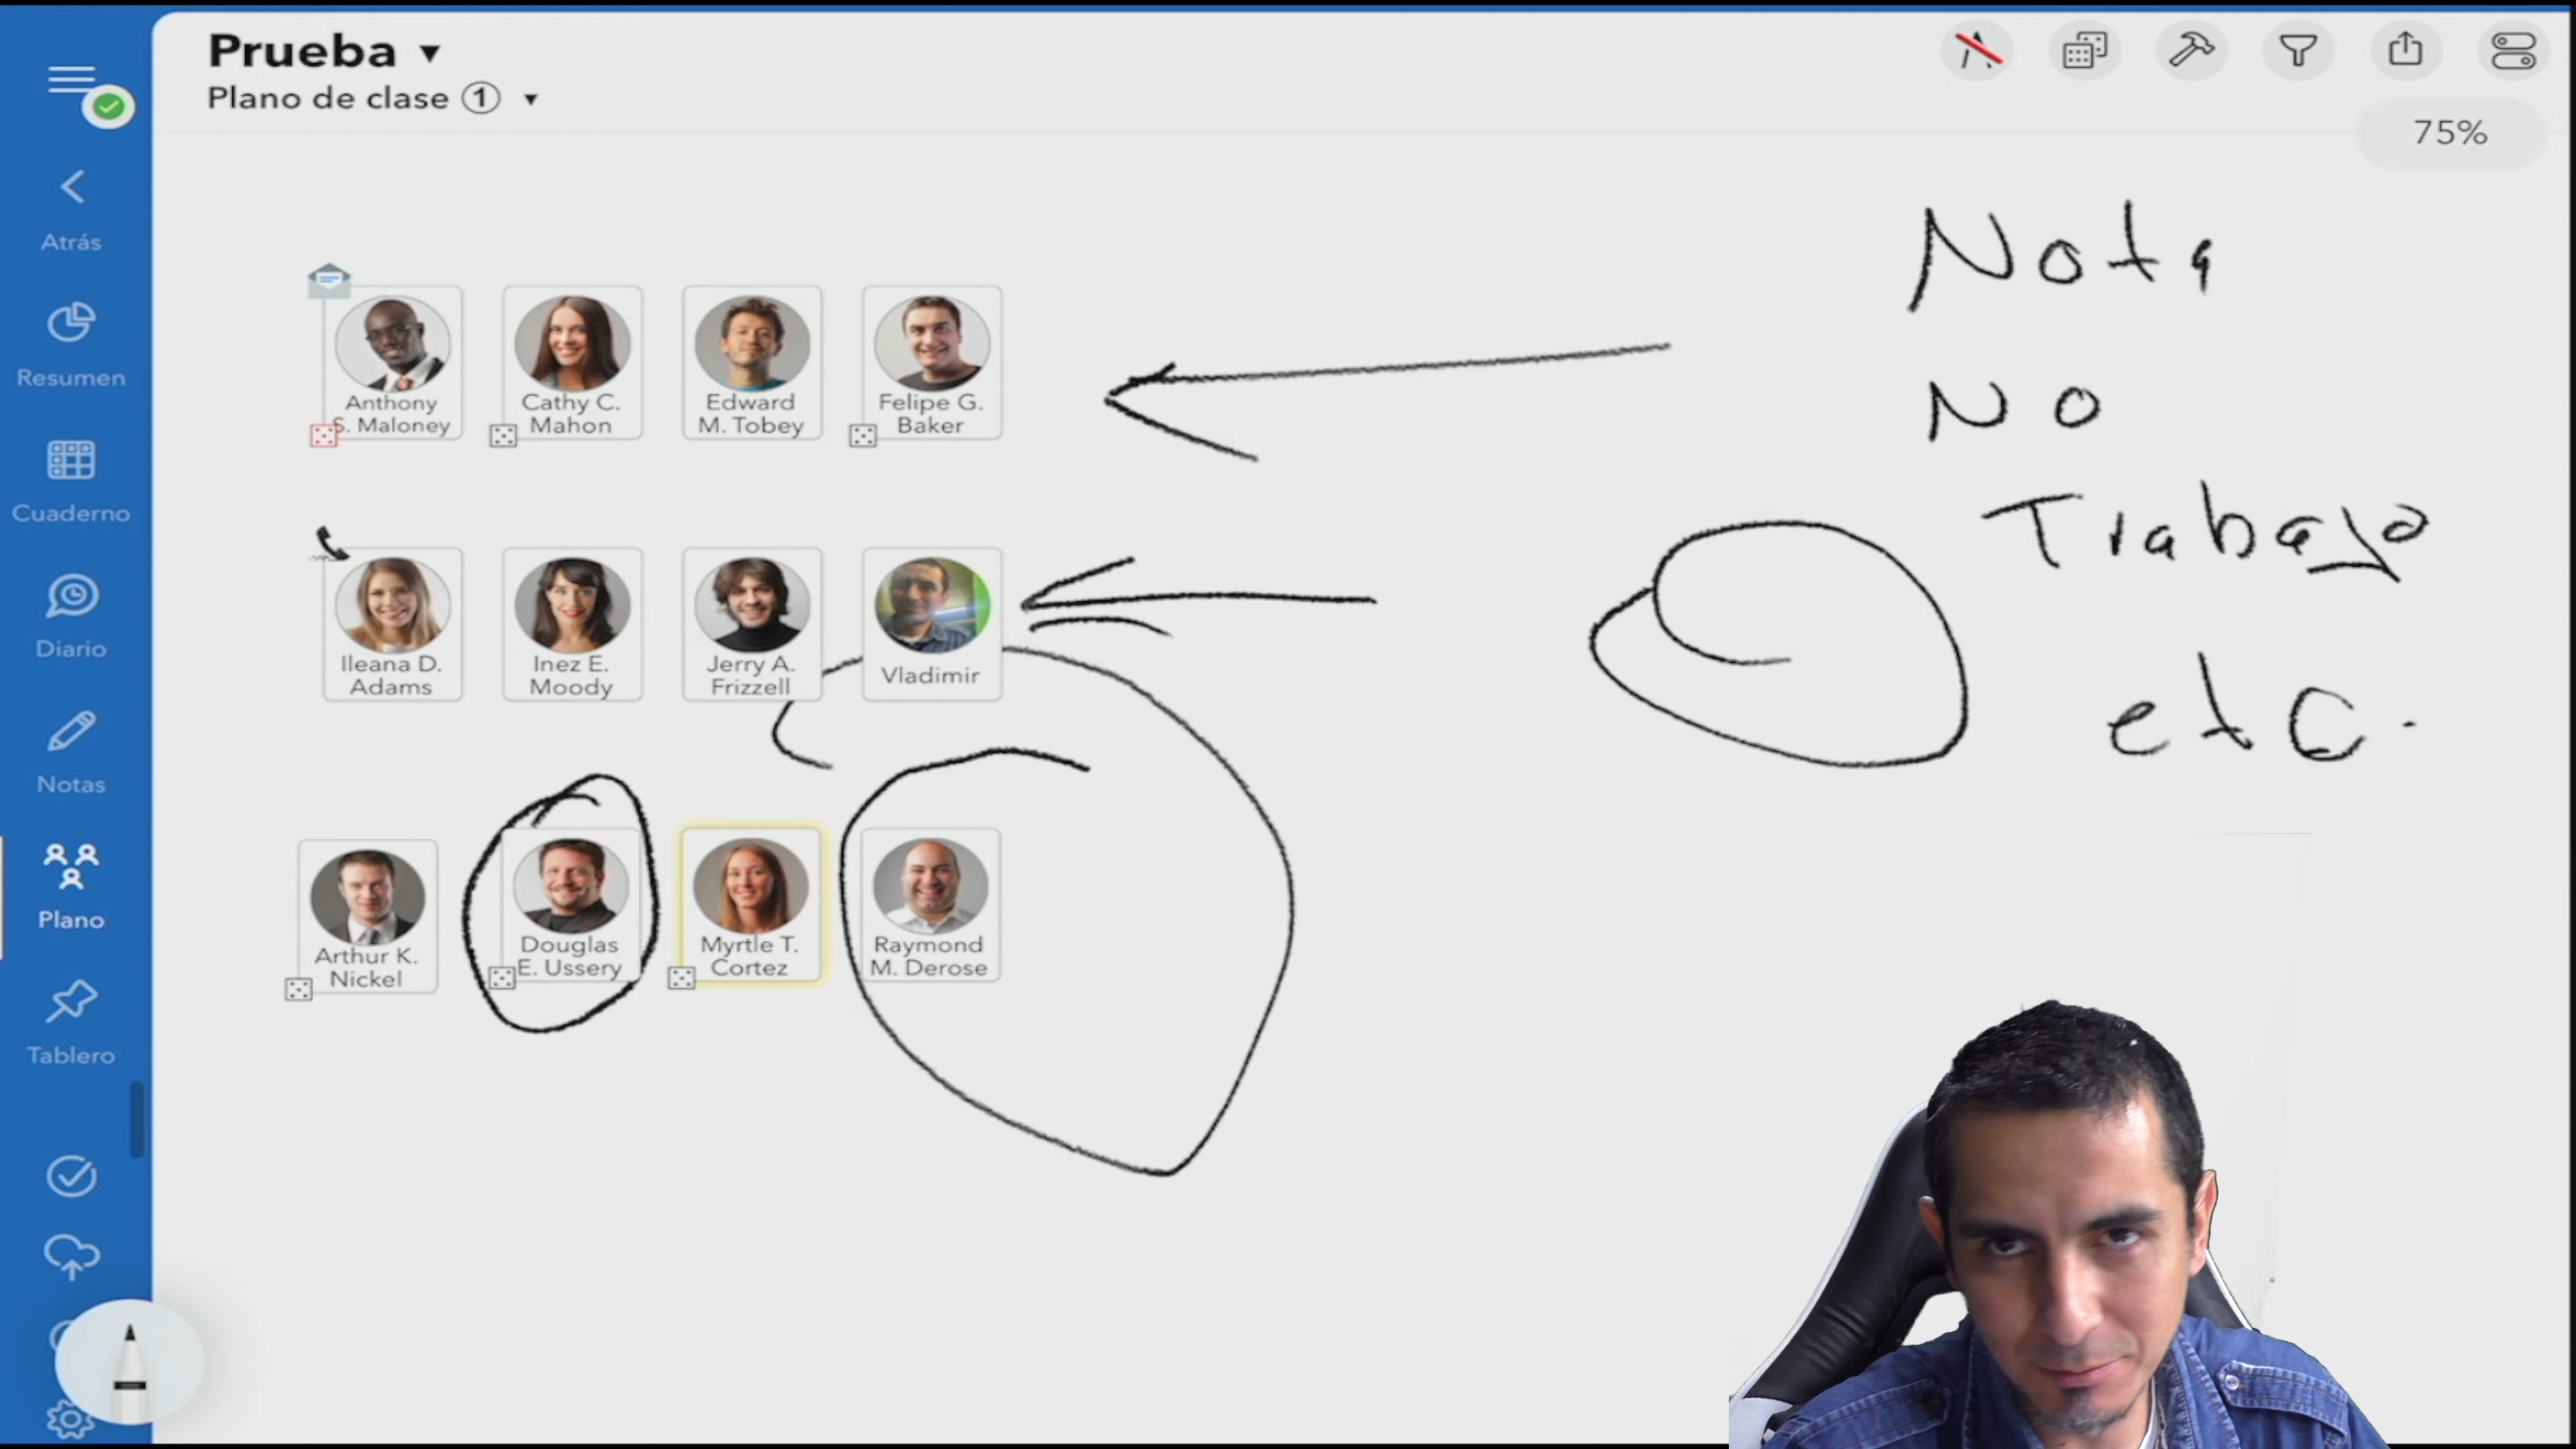 Prueba
Plano de clase 1
75%
Atrás
Resumen
Cuaderno
Diario
Notas
Plano
Tablero
Anthony
S. Maloney
Cathy C.
Mahon
Edward
M. Tobey
Felipe G.
Baker
Ileana D.
Adams
Inez E.
Moody
Jerry A.
Frizzell
Vladimir
Arthur K.
Nickel
Douglas
E. Ussery
Myrtle T.
Cortez
Raymond
M. Derose
Nota
No
Trabajo
etc.